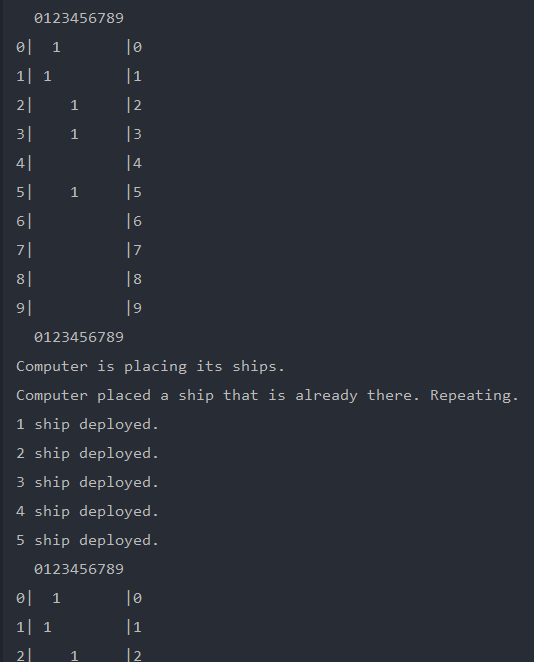 0123456789
0|  1       |0
1| 1        |1
2|    1     |2
3|    1     |3
4|          |4
5|    1     |5
6|          |6
7|          |7
8|          |8
9|          |9
  0123456789
Computer is placing its ships.
Computer placed a ship that is already there. Repeating.
1 ship deployed.
2 ship deployed.
3 ship deployed.
4 ship deployed.
5 ship deployed.
  0123456789
0|  1       |0
1| 1        |1
2|    1     |2